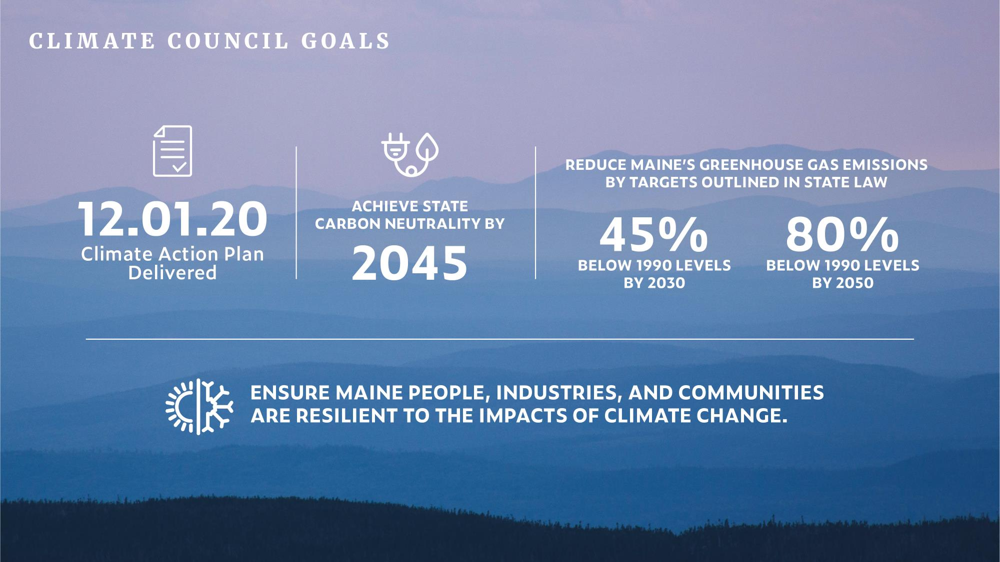 CLIMATE COUNCIL GOALS
12.01.20
Climate Action Plan
Delivered
ACHIEVE STATE
CARBON NEUTRALITY BY
2045
REDUCE MAINE'S GREENHOUSE GAS EMISSIONS
BY TARGETS OUTLINED IN STATE LAW
45%
BELOW 1990 LEVELS
BY 2030
80%
BELOW 1990 LEVELS
BY 2050
ENSURE MAINE PEOPLE, INDUSTRIES, AND COMMUNITIES
ARE RESILIENT TO THE IMPACTS OF CLIMATE CHANGE.